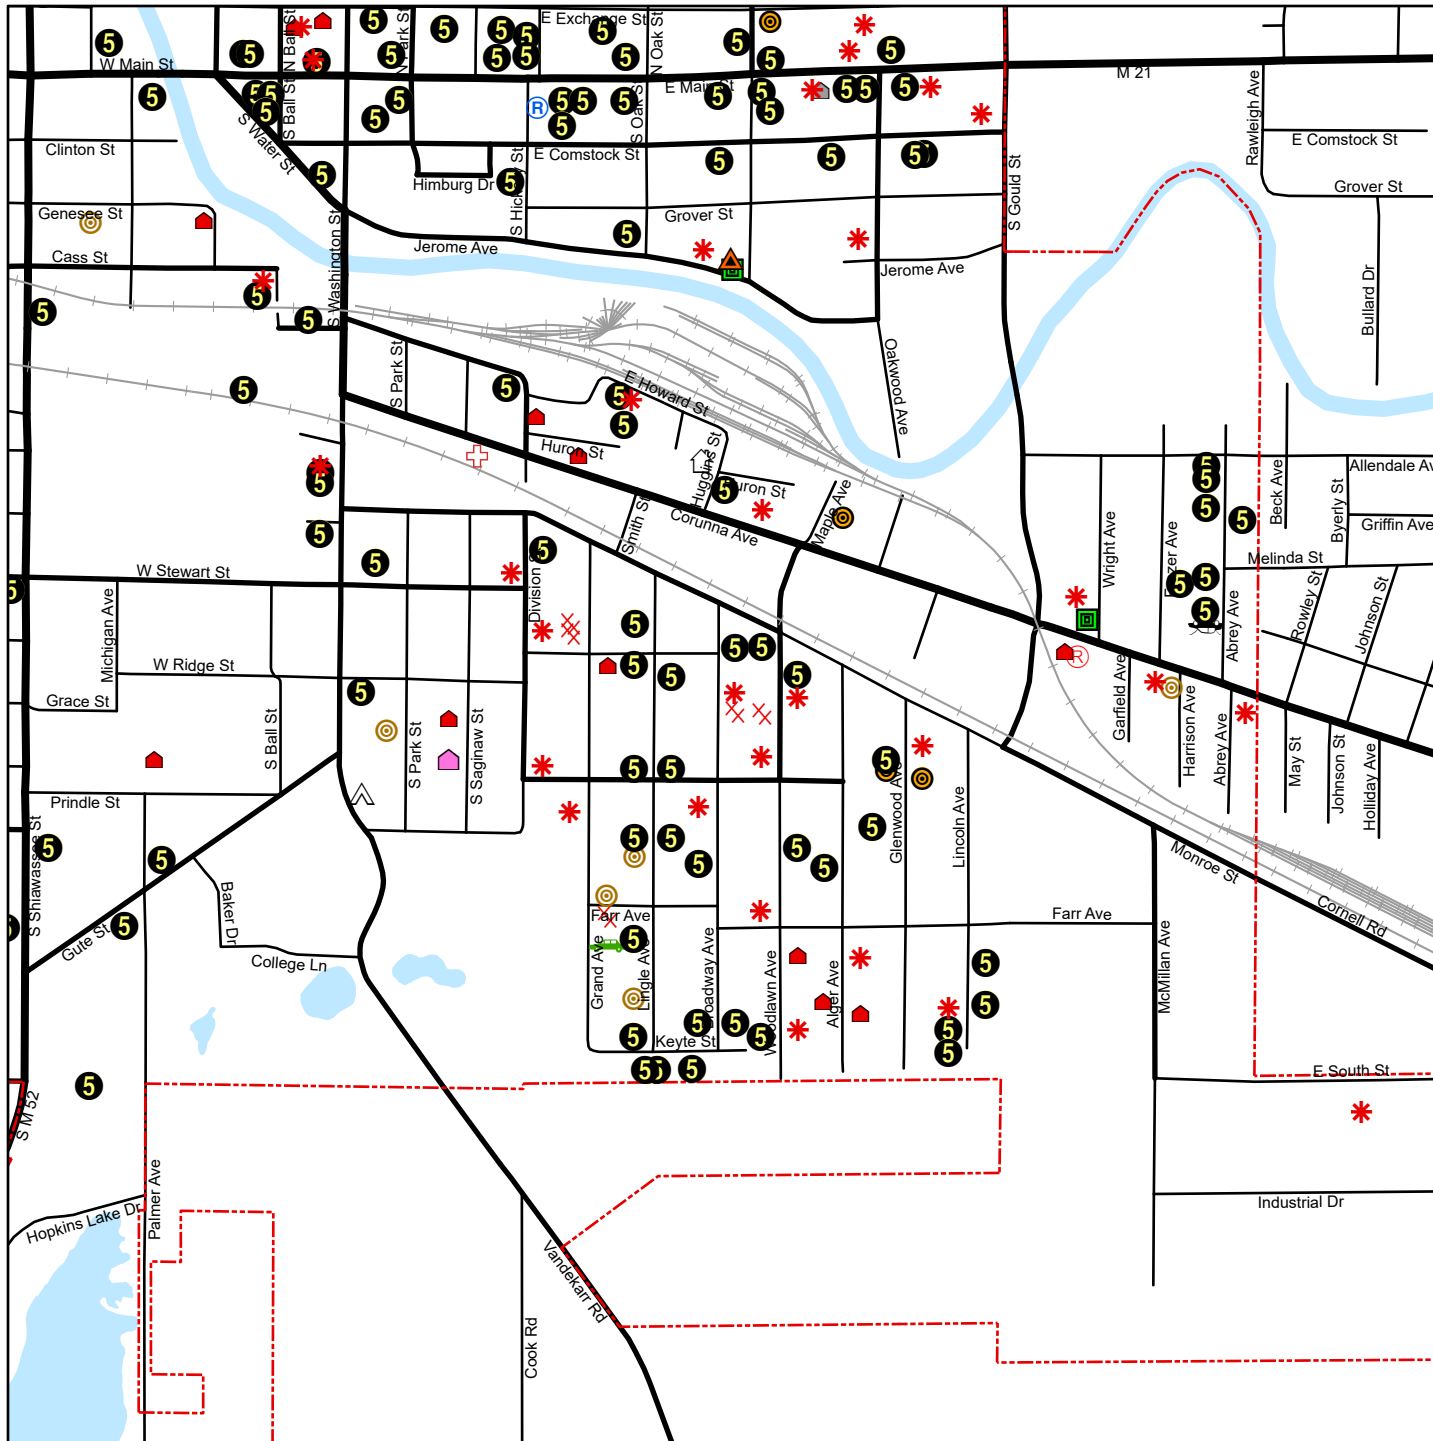 E Exchange St
N Ball St
N Park St
N Oak St
W Main St
M 21
E Main St
S Ball St
S Oak St
Rawleigh Ave
S Water St
Clinton St
E Comstock St
E Comstock St
Himburg Dr
S Gould St
Grover St
Genesee St
Grover St
S Washington St
Jerome Ave
Cass St
Jerome Ave
Bullard Dr
S Park St
Oakwood Ave
E Howard St
Huron St
Huggins St
Allendale Av
Beck Ave
Byerly St
Smith St
Corunna Ave
Maple Ave
Griffin Ave
Wright Ave
Melinda St
W Stewart St
Division St
Michigan Ave
Abrey Ave
Rowley St
Johnson St
W Ridge St
Grace St
Garfield Ave
S Ball St
S Park St
S Saginaw St
Harrison Ave
Abrey Ave
May St
Johnson St
Holliday Ave
Prindle St
Glenwood Ave
Lincoln Ave
S Shiawassee St
Monroe St
Baker Dr
Farr Ave
Farr Ave
Cornell Rd
Gute St
College Ln
Grand Ave
Lingle Ave
Broadway Ave
Woodlawn Ave
Alger Ave
McMillan Ave
Keyte St
E South St
S M 52
Palmer Ave
Hopkins Lake Dr
Industrial Dr
Vandekarr Rd
Cook Rd